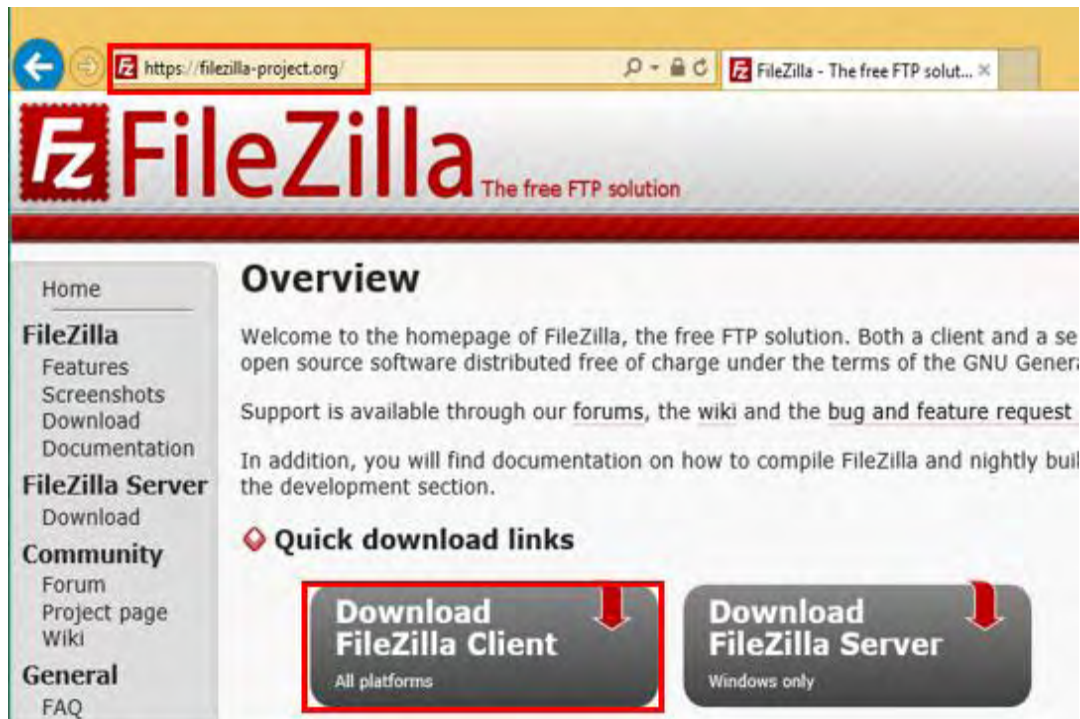 https://filezilla-project.org/
FileZilla - The free FTP solut...
FileZilla The free FTP solution
Home
FileZilla
Features
Screenshots
Download
Documentation
FileZilla Server
Download
Community
Forum
Project page
Wiki
General
FAQ
Overview
Welcome to the homepage of FileZilla, the free FTP solution. Both a client and a se
open source software distributed free of charge under the terms of the GNU Genera
Support is available through our forums, the wiki and the bug and feature request
In addition, you will find documentation on how to compile FileZilla and nightly buil
the development section.
Quick download links
Download
FileZilla Client
All platforms
Download
FileZilla Server
Windows only